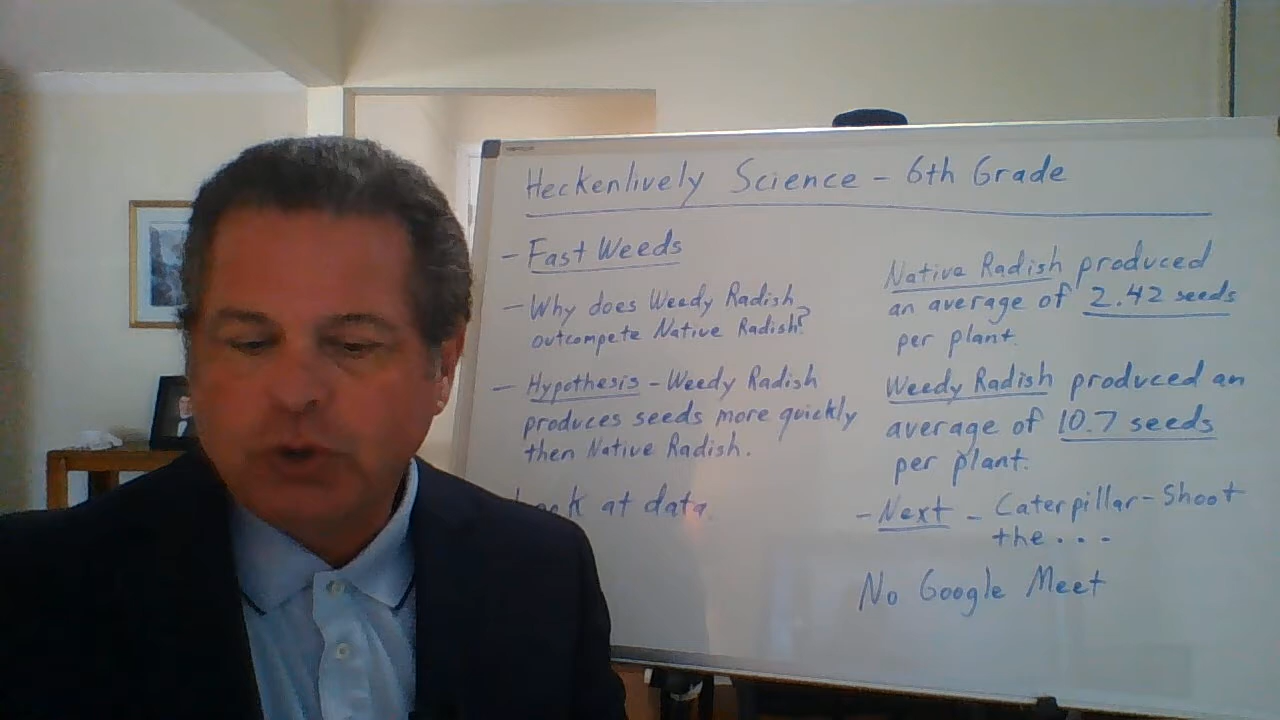 Heckenlively Science - 6th Grade
- Fast Weeds
- Why does Weedy Radish
outcompete Native Radish?
- Hypothesis - Weedy Radish
produces seeds more quickly
then Native Radish.
at data.
Native Radish produced
an average of 2.42 seeds
per plant.
Weedy Radish produced an
average of 10.7 seeds
per plant.
- Next - Caterpillar-Shoot
the...
No Google Meet